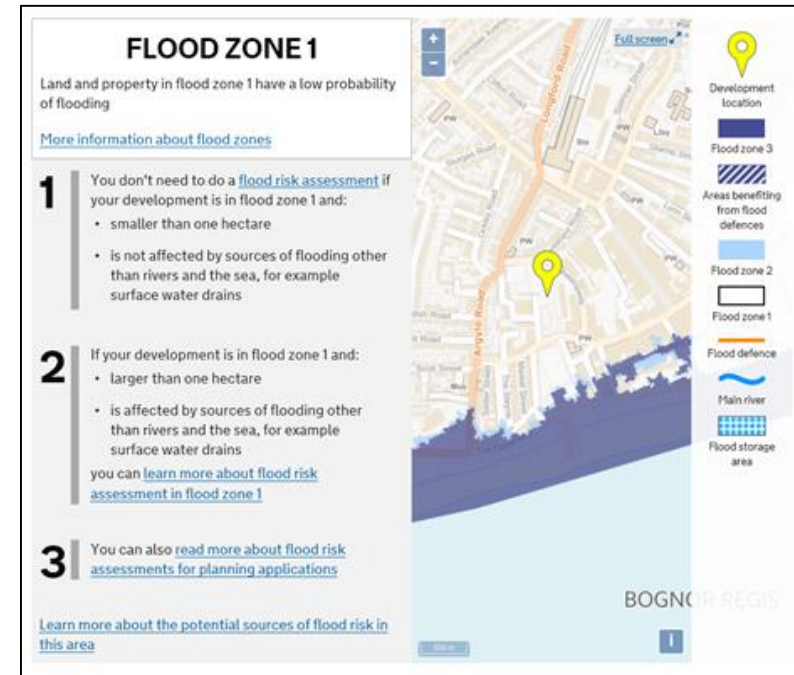 FLOOD ZONE 1
Land and property in flood zone 1 have a low probability
of flooding
More information about flood zones
1
You don't need to do a flood risk assessment if
your development is in flood zone 1 and:
• smaller than one hectare
• is not affected by sources of flooding other
than rivers and the sea, for example
surface water drains
2
If your development is in flood zone 1 and:
• larger than one hectare
• is affected by sources of flooding other
than rivers and the sea, for example
surface water drains
you can learn more about flood risk
assessment in flood zone 1
3
You can also read more about flood risk
assessments for planning applications
Learn more about the potential sources of flood risk in
this area
+
−
Full screen
Longford Road
PW
Stn
PW
Libs
PW
PW
Argyle Road
PW
Mus
BOGNOR REGIS
i
Development
location
Flood zone 3
Areas benefiting
from flood
defences
Flood zone 2
Flood zone 1
Flood defence
Main river
Flood storage
area